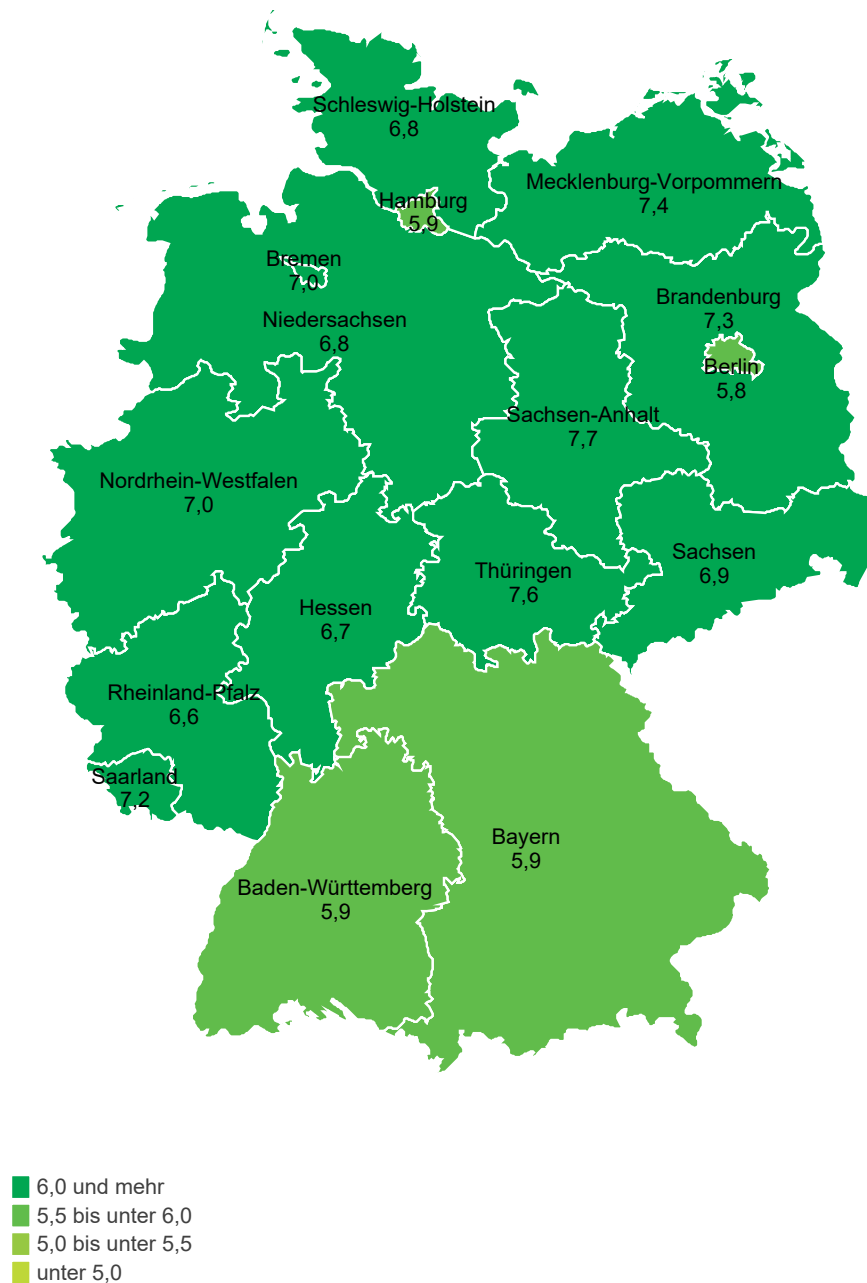 Schleswig-Holstein
6,8
Mecklenburg-Vorpommern
7,4
Hamburg
5,9
Bremen
7,0
Brandenburg
7,3
Niedersachsen
6,8
Berlin
5,8
Sachsen-Anhalt
7,7
Nordrhein-Westfalen
7,0
Sachsen
6,9
Thüringen
7,6
Hessen
6,7
Rheinland-Pfalz
6,6
Saarland
7,2
Bayern
5,9
Baden-Württemberg
5,9
6,0 und mehr
5,5 bis unter 6,0
5,0 bis unter 5,5
unter 5,0